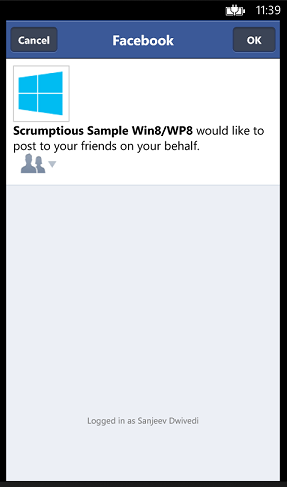 11:39
Cancel Facebook OK
Scrumptious Sample Win8/WP8 would like to
post to your friends on your behalf.
Logged in as Sanjeev Dwivedi